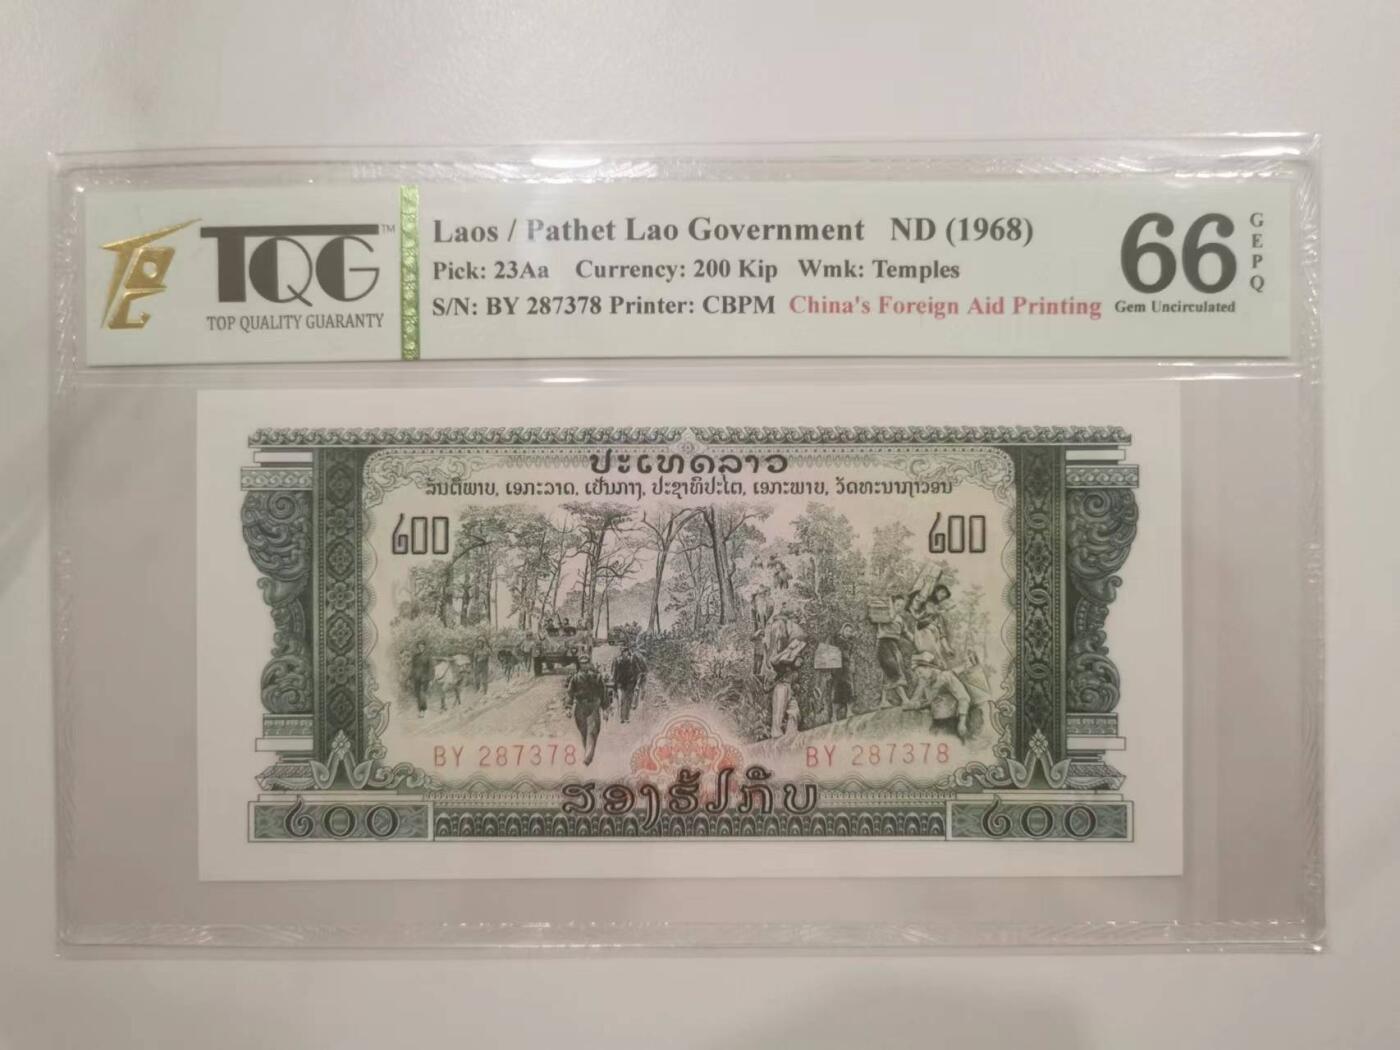 TQG™
TOP QUALITY GUARANTY
Laos / Pathet Lao Government ND (1968)
Pick: 23Aa Currency: 200 Kip Wmk: Temples
S/N: BY 287378 Printer: CBPM China's Foreign Aid Printing
66
GEPQ
Gem Uncirculated
ປະເທດລາວ
ສັນຕິພາບ, ເອກະລາດ, ເປັນກາງ, ປະຊາທິປະໄຕ, ເອກະພາບ, ວັດທະນາຖາວອນ
໒໐໐ ໒໐໐
BY 287378 BY 287378
ສອງຮ້ອຍກີບ
໒໐໐ ໒໐໐